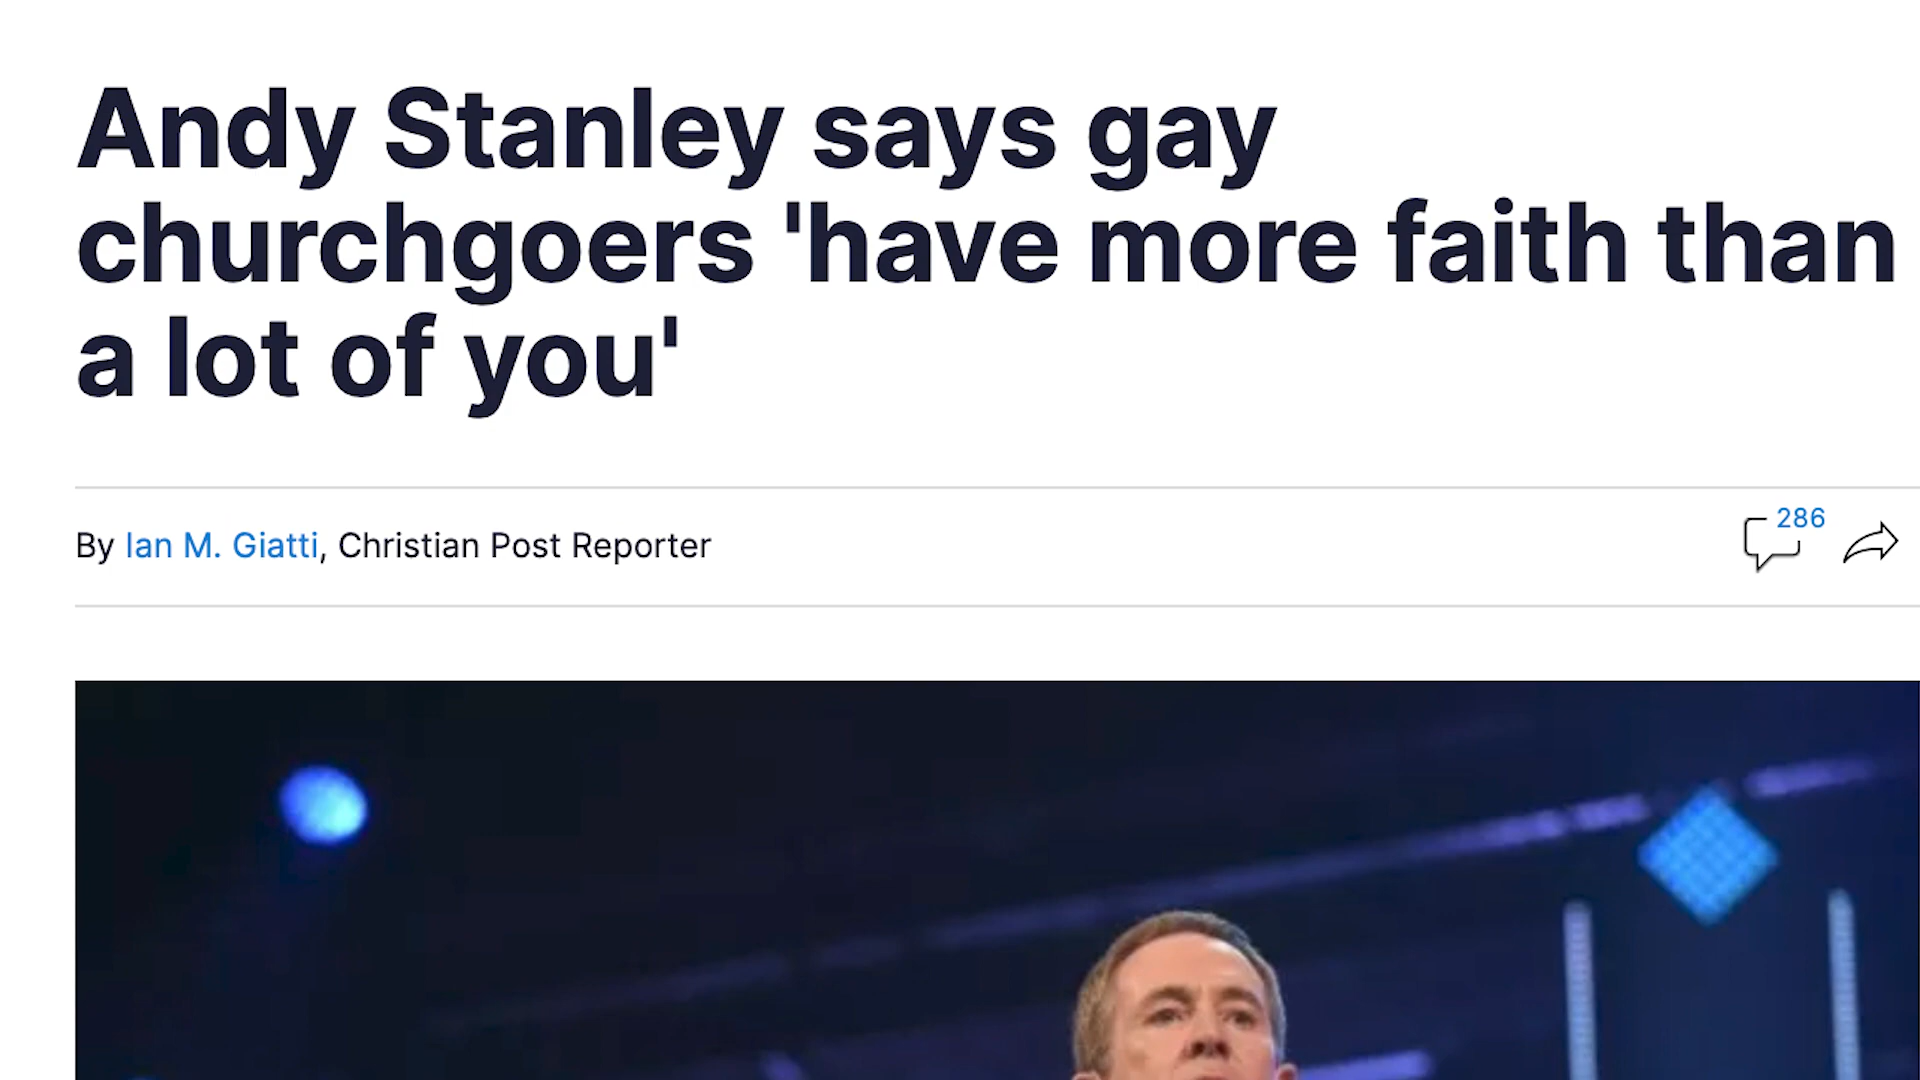 Andy Stanley says gay
churchgoers 'have more faith than
a lot of you'
By Ian M. Giatti, Christian Post Reporter
286